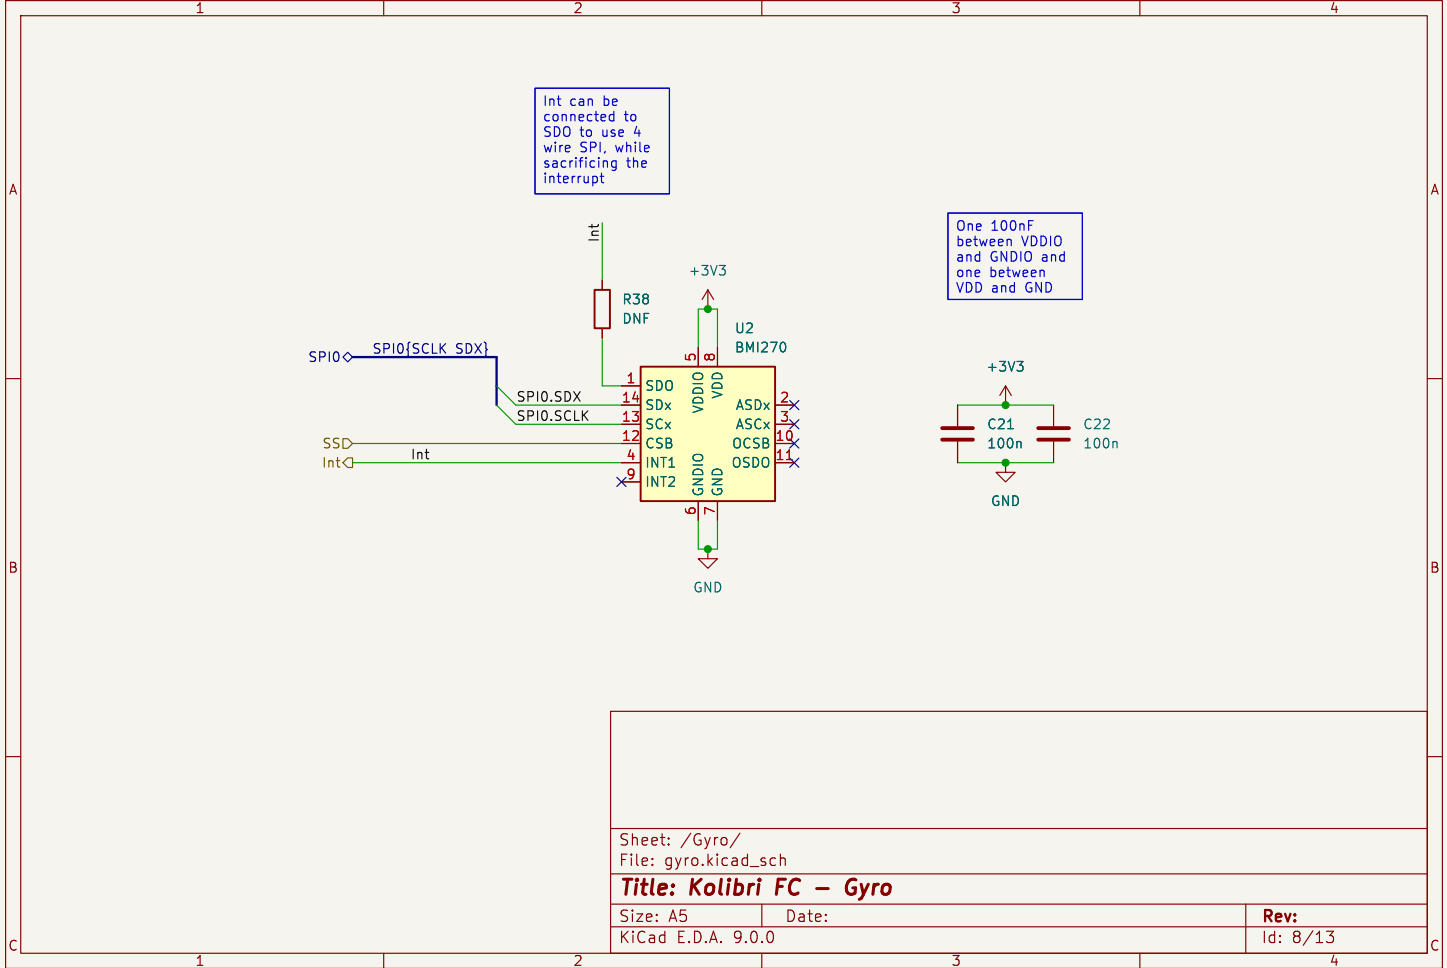 1 2 3 4
Int can be
connected to
SDO to use 4
wire SPI, while
sacrificing the
interrupt
A A
One 100nF
between VDDIO
and GNDIO and
one between
VDD and GND
Int
+3V3
R38
DNF
U2
BMI270
SPI0 SPI0{SCLK SDX}
5 8
+3V3
1 SDO VDDIO VDD
SPI0.SDX 14 SDx ASDx 2
SPI0.SCLK 13 SCx ASCx 3
C21 C22
100n 100n
SS 12 CSB OCSB 10
Int Int 4 INT1 OSDO 11
9 INT2 GNDIO GND
GND
6 7
B B
GND
Sheet: /Gyro/
File: gyro.kicad_sch
Title: Kolibri FC – Gyro
Size: A5 Date: Rev:
KiCad E.D.A. 9.0.0 Id: 8/13
C C
1 2 3 4